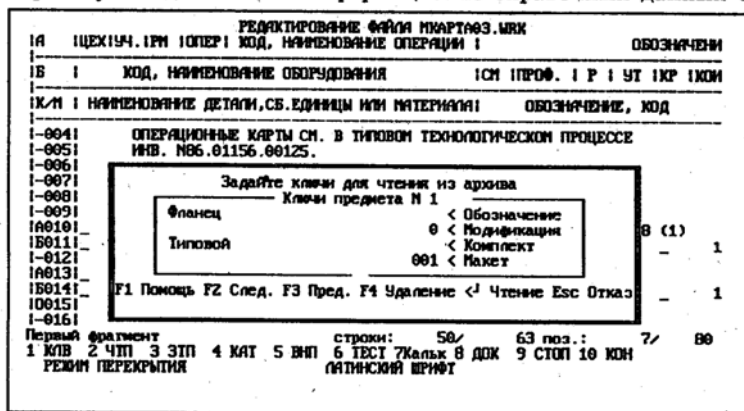 РЕДАКТИРОВАНИЕ ФАЙЛА МКАРТА03.WRK
|А |ЦЕХ|УЧ.|РМ |ОПЕР| КОД, НАИМЕНОВАНИЕ ОПЕРАЦИИ | ОБОЗНАЧЕНИ
|Б | КОД, НАИМЕНОВАНИЕ ОБОРУДОВАНИЯ |СМ |ПРОФ. | Р | УТ |КР |КОИ
|К/М | НАИМЕНОВАНИЕ ДЕТАЛИ,СБ.ЕДИНИЦЫ ИЛИ МАТЕРИАЛА| ОБОЗНАЧЕНИЕ, КОД
|-004| ОПЕРАЦИОННЫЕ КАРТЫ СМ. В ТИПОВОМ ТЕХНОЛОГИЧЕСКОМ ПРОЦЕССЕ
|-005| ИНВ. N86.01156.00125.
|-006|
|-007| Задайте ключи для чтения из архива
|-008| Ключи предмета N 1
|-009| Фланец < Обозначение
|А010|_ 0 < Модификация 8 (1)
|Б011|_ Типовой < Комплект _ 1
|-012| 001 < Макет
|А013|_
|Б014|_ F1 Помощь F2 След. F3 Пред. F4 Удаление <┘ Чтение Esc Отказ _ 1
|О015|
|-016|
Первый фрагмент строки: 50/ 63 поз.: 7/ 80
1 КЛВ 2 ЧТП 3 ЗТП 4 КАТ 5 ВНП 6 ТЕСТ 7Кальк 8 ДОК 9 СТОП 10 КОН
РЕЖИМ ПЕРЕКРЫТИЯ ЛАТИНСКИЙ ШРИФТ